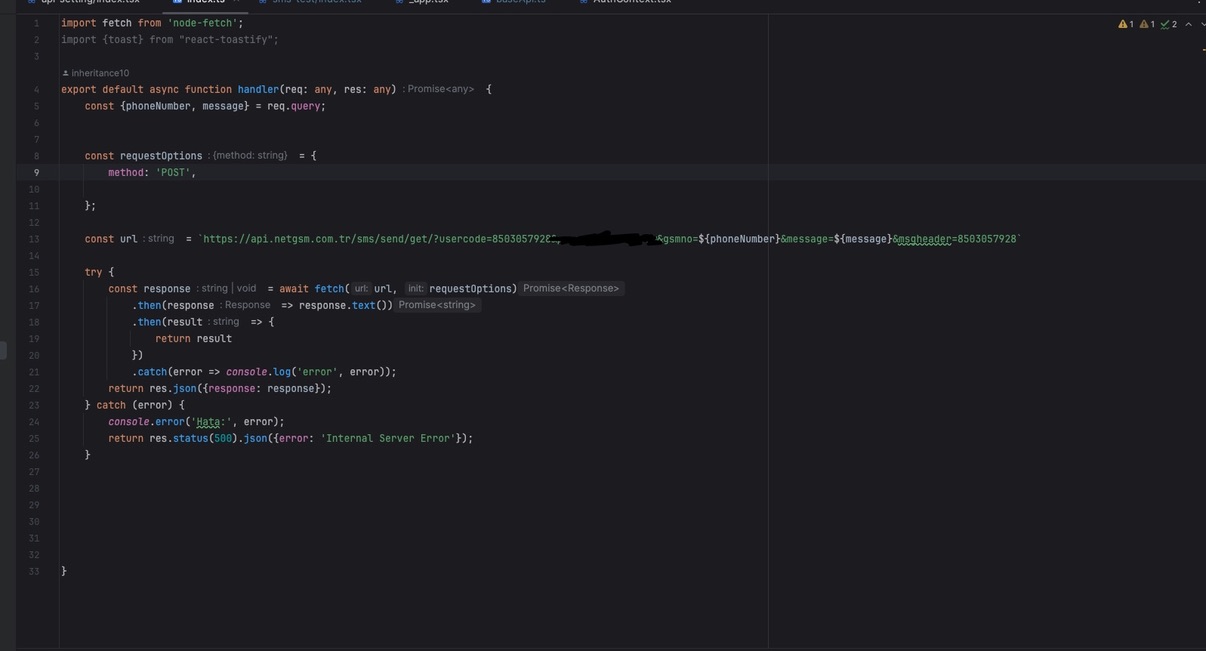 index.ts
sms-test/index.tsx
_app.tsx
baseApi.ts
AuthContext.tsx
1 import fetch from 'node-fetch'; 1 1 2
2 import {toast} from "react-toastify";
3
inheritance10
4 export default async function handler(req: any, res: any) : Promise<any> {
5 const {phoneNumber, message} = req.query;
6
7
8 const requestOptions : {method: string} = {
9 method: 'POST',
10
11 };
12
13 const url : string = `https://api.netgsm.com.tr/sms/send/get/?usercode=8503057928& &gsmno=${phoneNumber}&message=${message}&msgheader=8503057928`
14
15 try {
16 const response : string | void = await fetch( url: url, init: requestOptions) Promise<Response>
17 .then(response : Response => response.text()) Promise<string>
18 .then(result : string => {
19 return result
20 })
21 .catch(error => console.log('error', error));
22 return res.json({response: response});
23 } catch (error) {
24 console.error('Hata:', error);
25 return res.status(500).json({error: 'Internal Server Error'});
26 }
27
28
29
30
31
32
33 }